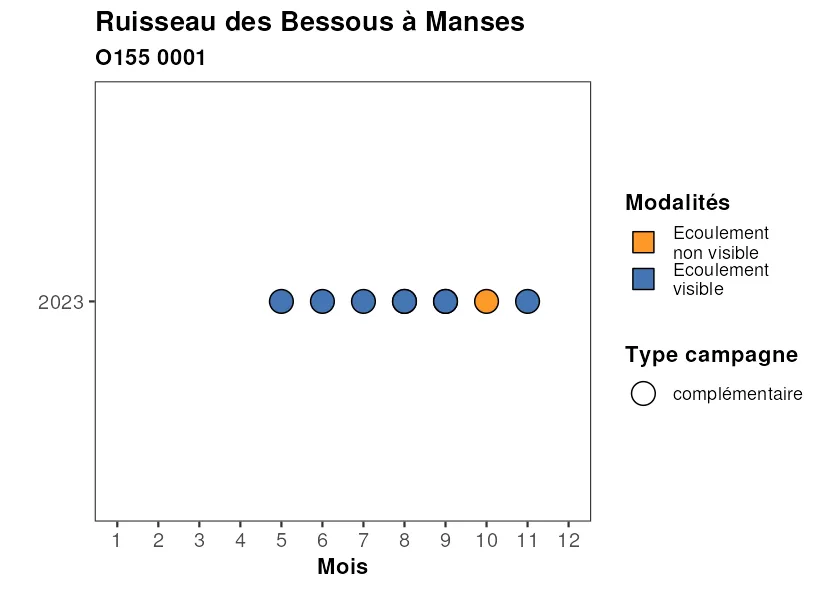 Ruisseau des Bessous à Manses
O155 0001
2023
1 2 3 4 5 6 7 8 9 10 11 12
Mois
Modalités
Ecoulement
non visible
Ecoulement
visible
Type campagne
complémentaire